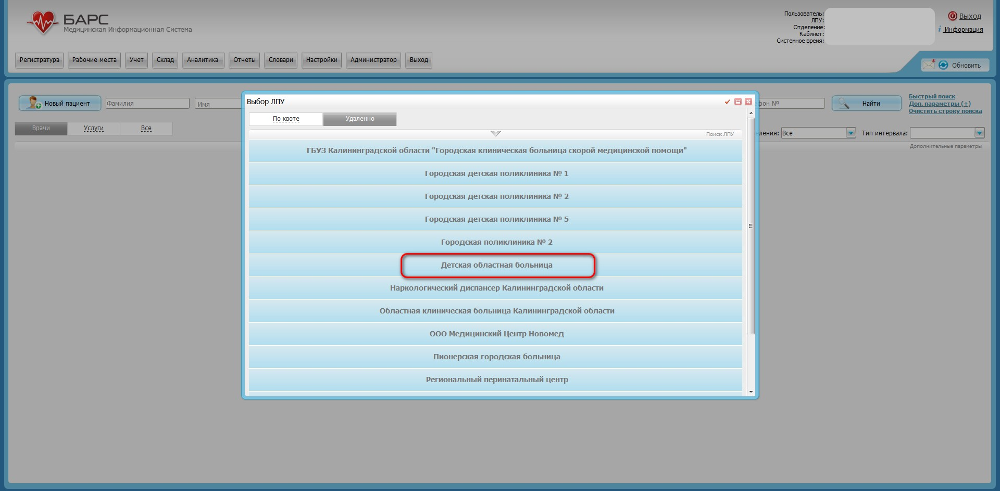 БАРС
Медицинская Информационная Система
Пользователь:
ЛПУ:
Отделение:
Кабинет:
Системное время:
Выход
Информация
Регистратура Рабочие места Учет Склад Аналитика Отчеты Словари Настройки Администратор Выход
Обновить
Новый пациент Фамилия Имя фон № Найти
Быстрый поиск
Доп. параметры (+)
Очистить строку поиска
Врачи Услуги Все
ления: Все Тип интервала:
Дополнительные параметры
Выбор ЛПУ
По квоте Удаленно
Поиск ЛПУ
ГБУЗ Калининградской области "Городская клиническая больница скорой медицинской помощи"
Городская детская поликлиника № 1
Городская детская поликлиника № 2
Городская детская поликлиника № 5
Городская поликлиника № 2
Детская областная больница
Наркологический диспансер Калининградской области
Областная клиническая больница Калининградской области
ООО Медицинский Центр Новомед
Пионерская городская больница
Региональный перинатальный центр